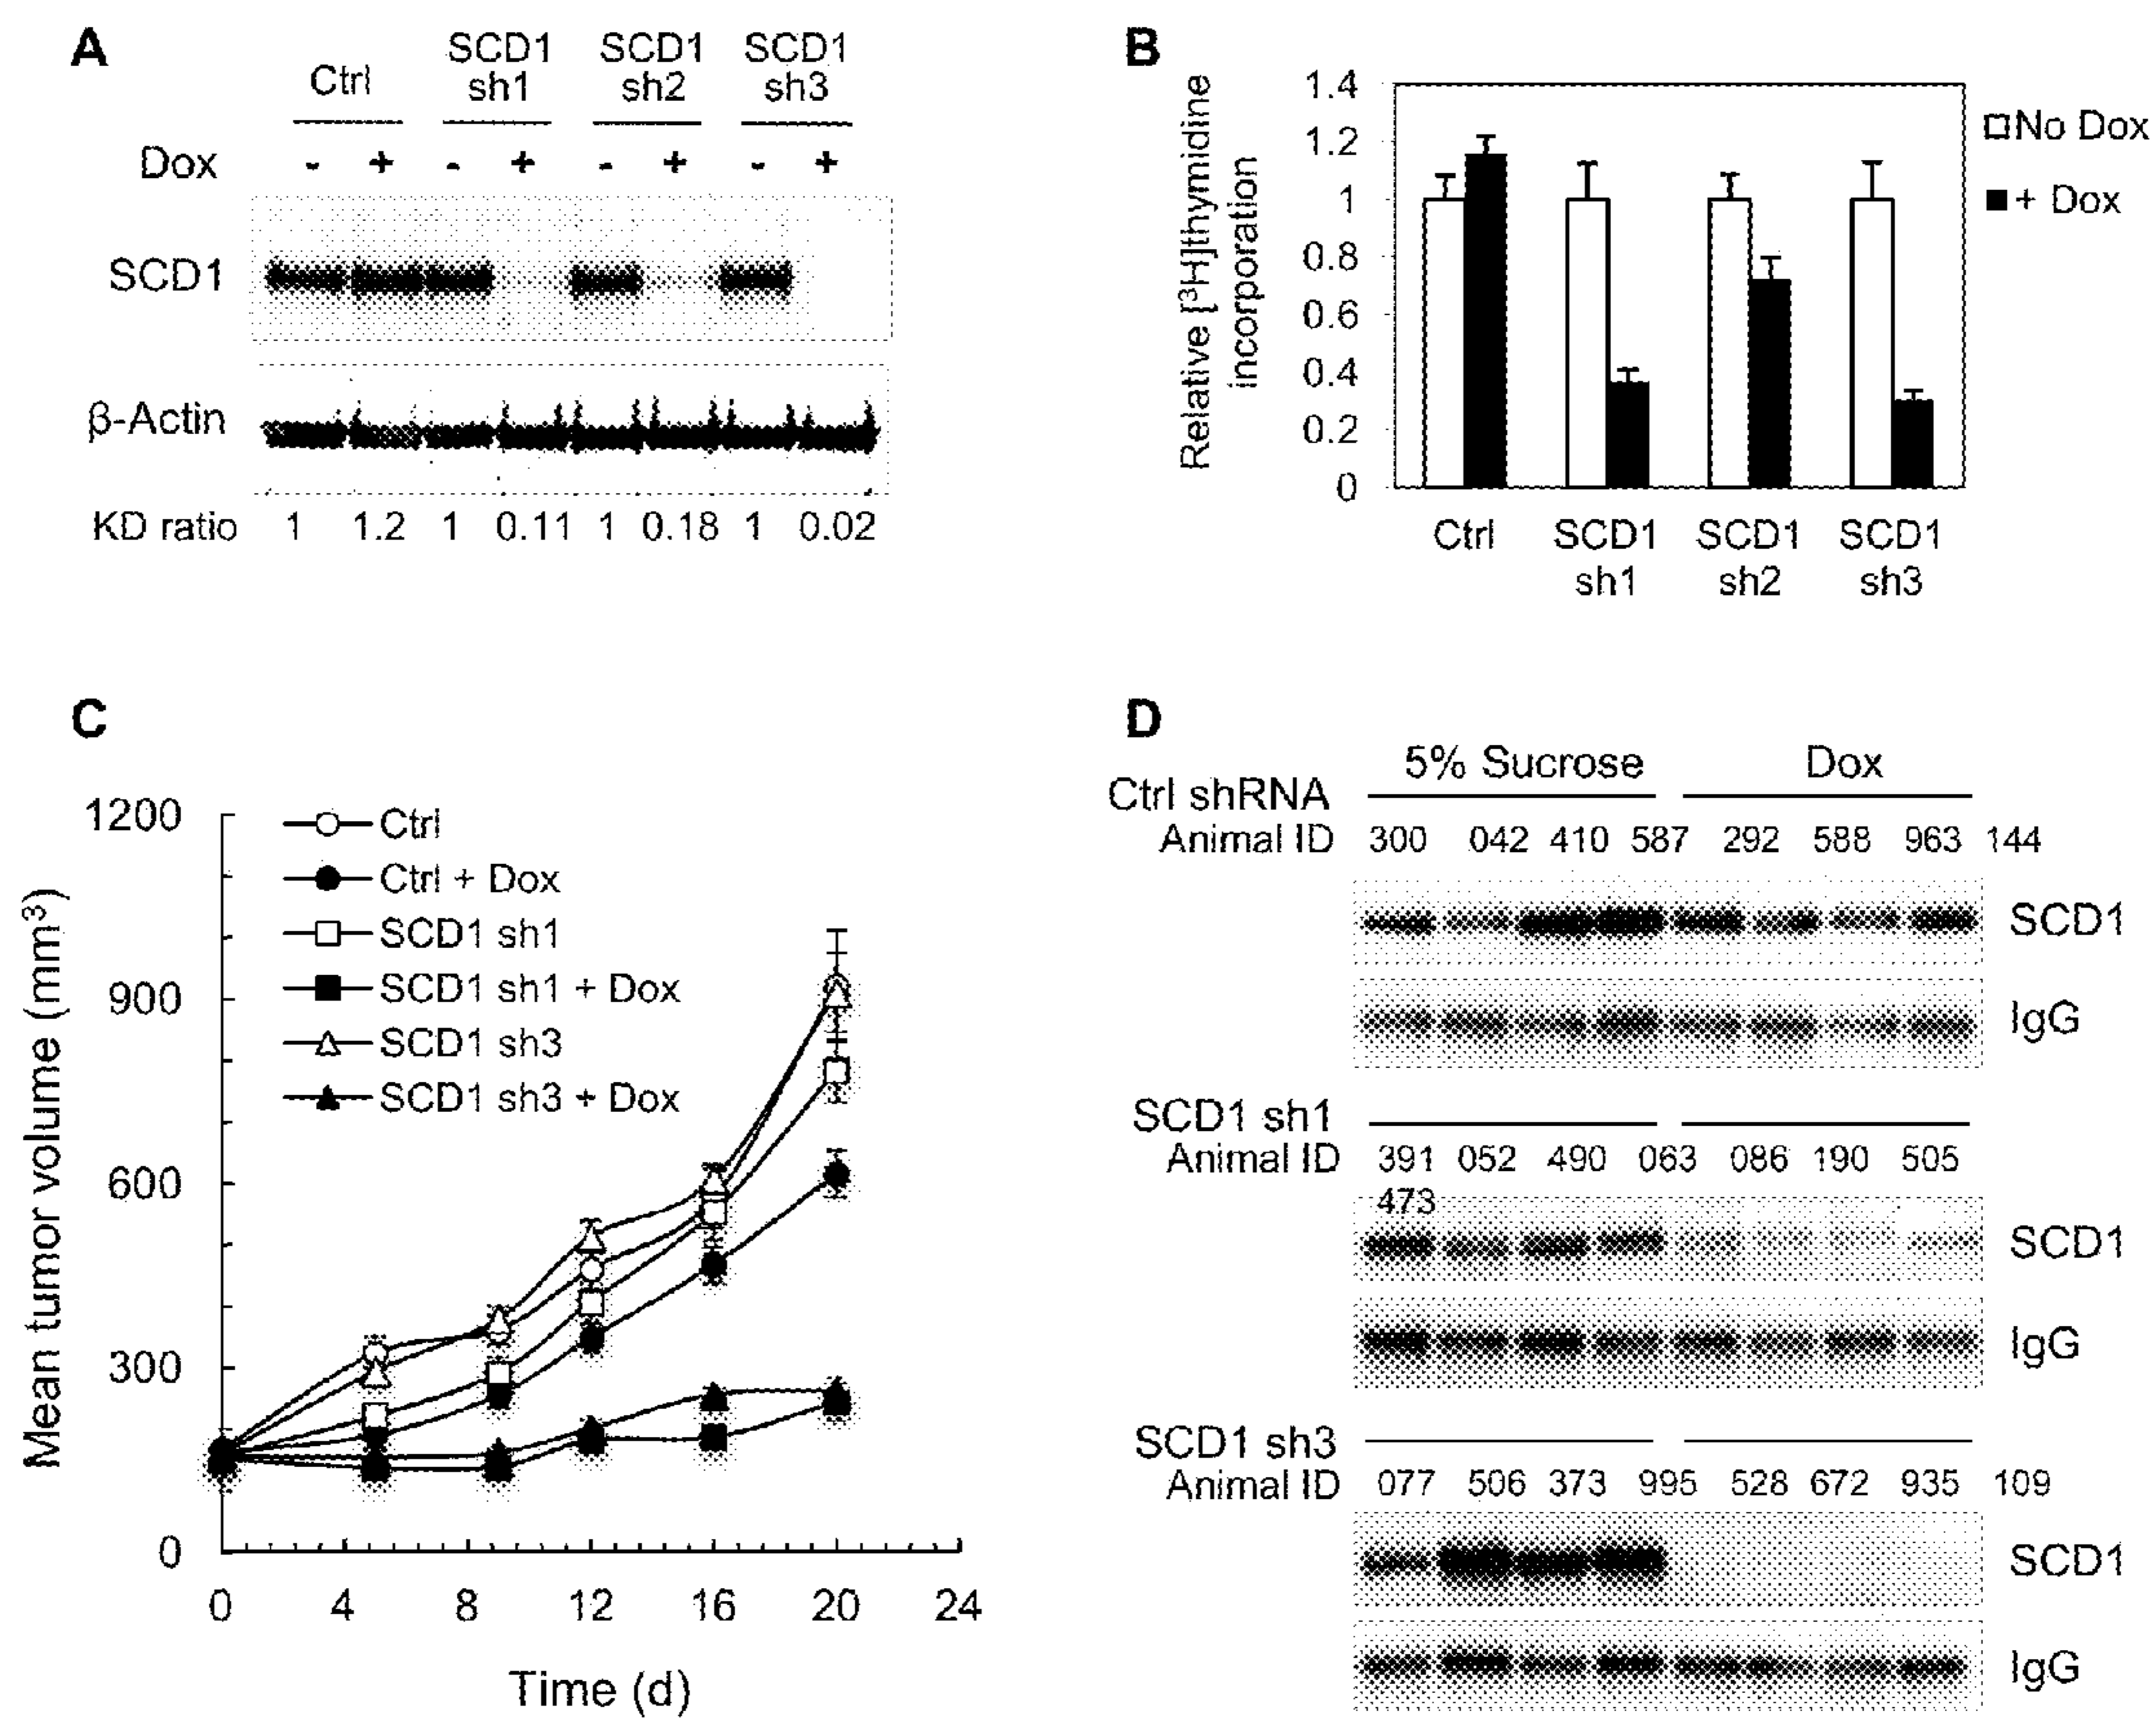 A
Ctrl SCD1 sh1 SCD1 sh2 SCD1 sh3
Dox - + - + - + - +
SCD1
β-Actin
KD ratio 1 1.2 1 0.11 1 0.18 1 0.02
B
Relative [³H]thymidine
incorporation
1.4
1.2
1
0.8
0.6
0.4
0.2
0
No Dox
+ Dox
Ctrl SCD1 sh1 SCD1 sh2 SCD1 sh3
C
Mean tumor volume (mm³)
1200
900
600
300
0
Ctrl
Ctrl + Dox
SCD1 sh1
SCD1 sh1 + Dox
SCD1 sh3
SCD1 sh3 + Dox
0 4 8 12 16 20 24
Time (d)
D
5% Sucrose Dox
Ctrl shRNA
Animal ID 300 042 410 587 292 588 963 144
SCD1
IgG
SCD1 sh1
Animal ID 391 052 490 063 086 190 505
473
SCD1
IgG
SCD1 sh3
Animal ID 077 506 373 995 528 672 935 109
SCD1
IgG